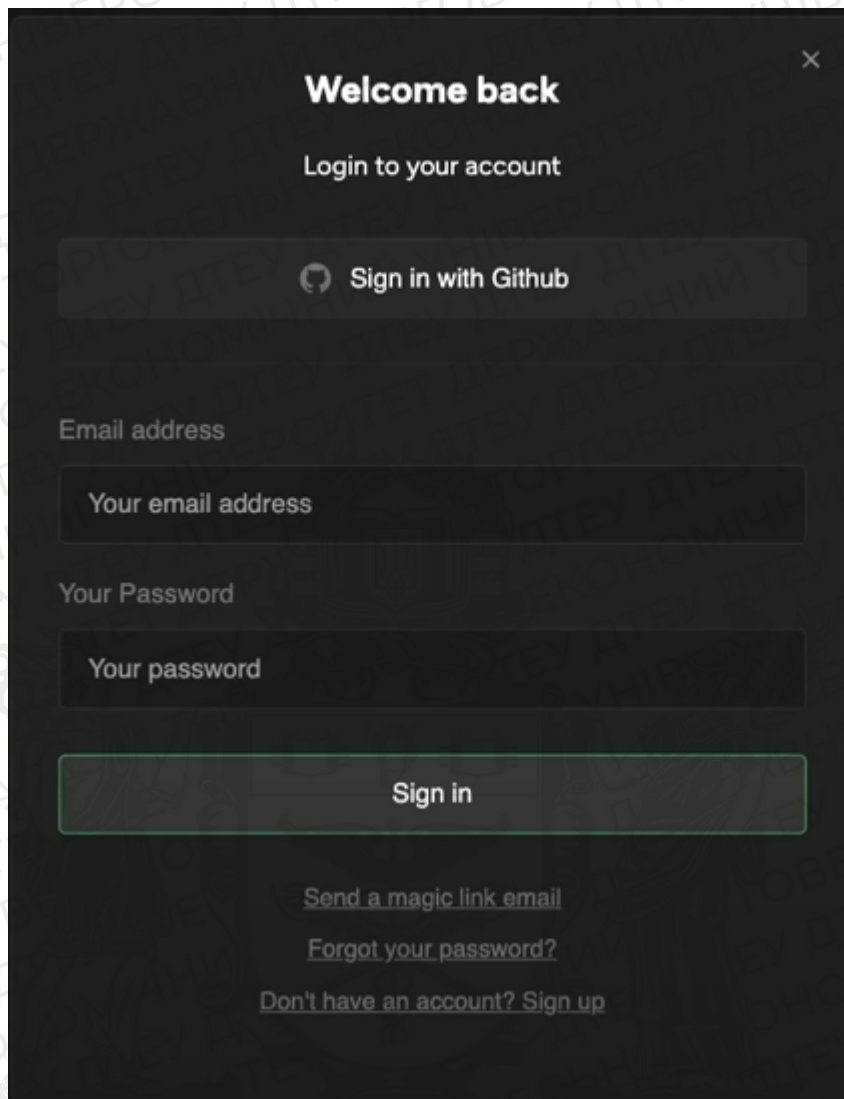 Welcome back
Login to your account
Sign in with Github
Email address
Your email address
Your Password
Your password
Sign in
Send a magic link email
Forgot your password?
Don't have an account? Sign up